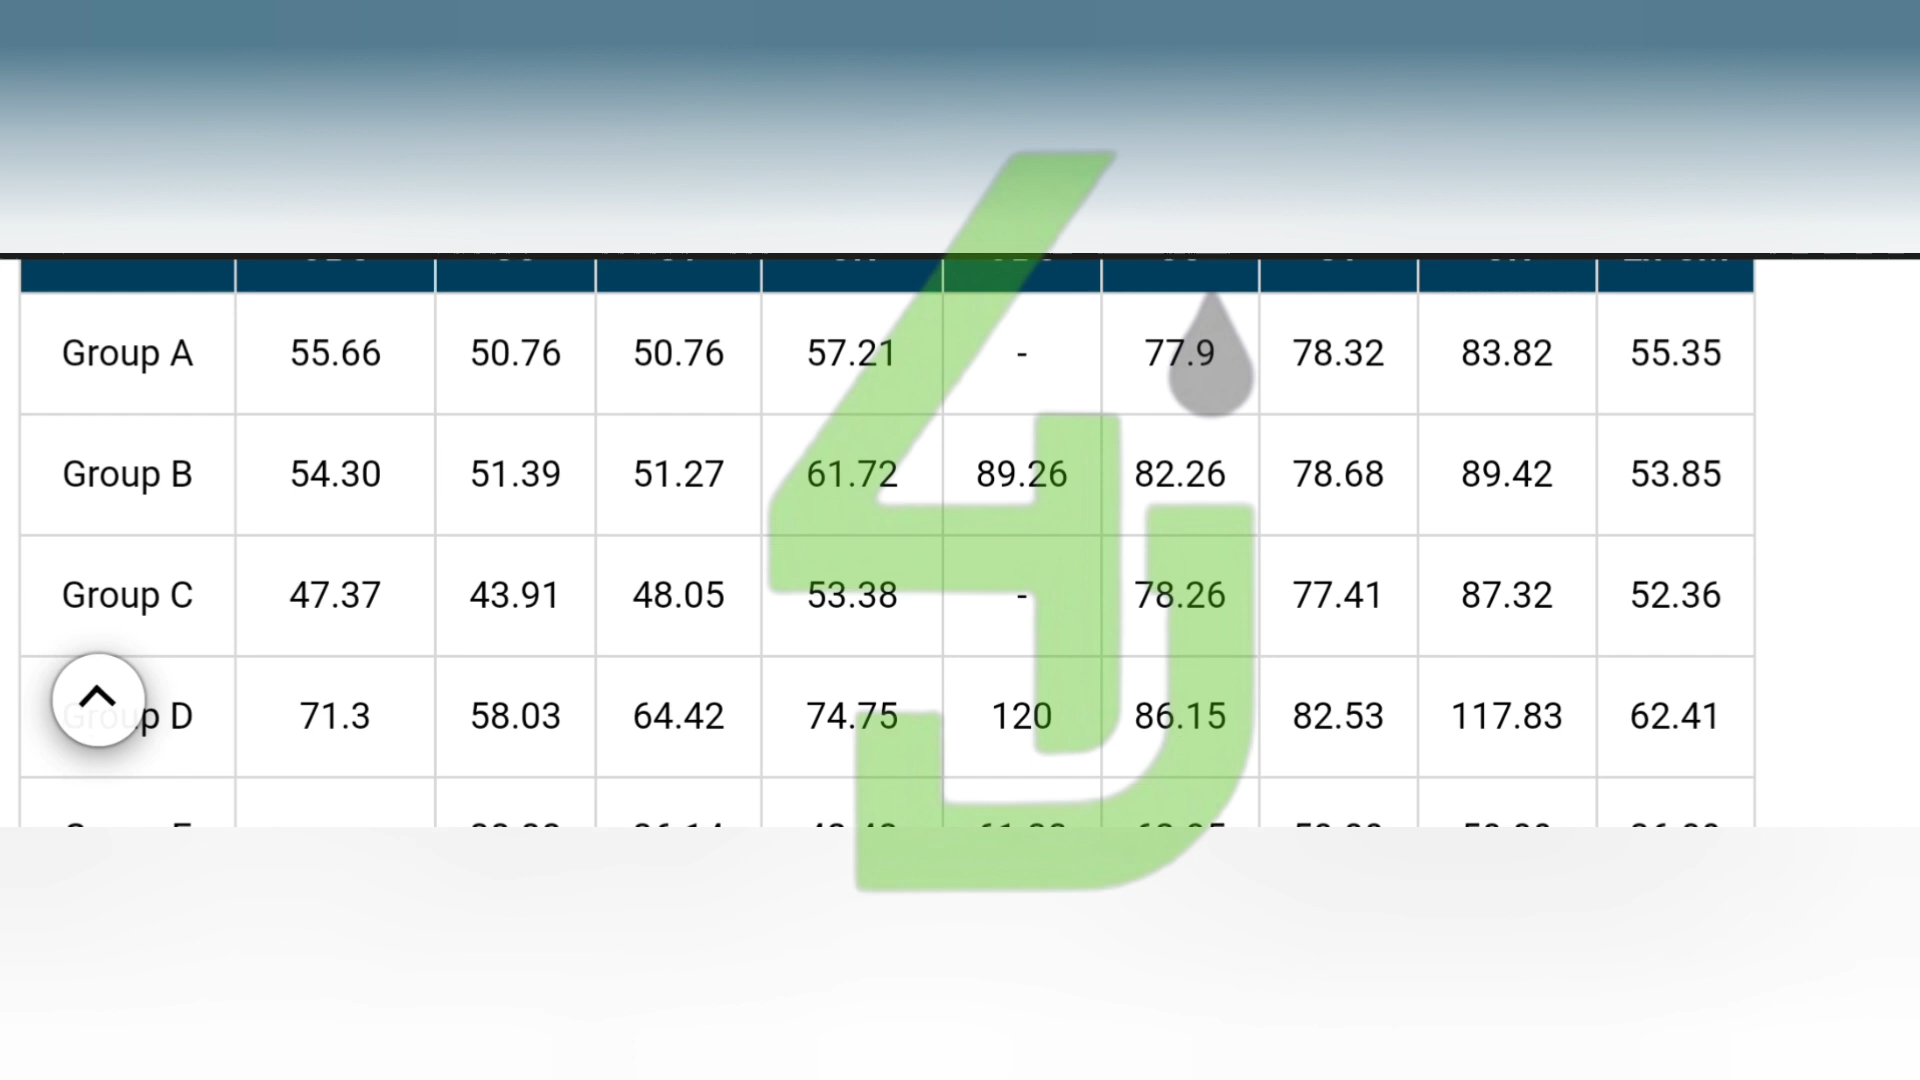 Group A 55.66 50.76 50.76 57.21 - 77.9 78.32 83.82 55.35
Group B 54.30 51.39 51.27 61.72 89.26 82.26 78.68 89.42 53.85
Group C 47.37 43.91 48.05 53.38 - 78.26 77.41 87.32 52.36
Group D 71.3 58.03 64.42 74.75 120 86.15 82.53 117.83 62.41